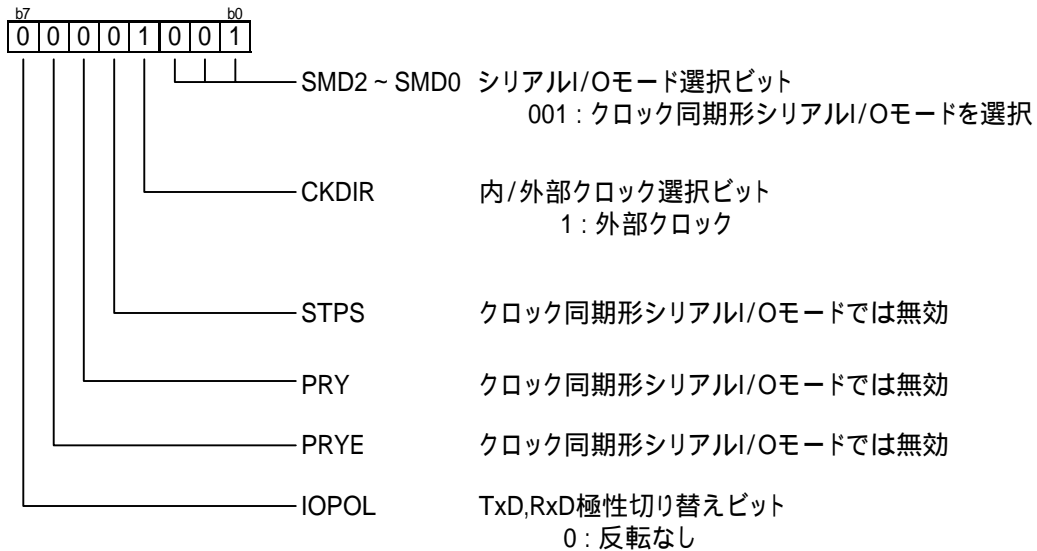 b7 b0
0 0 0 0 1 0 0 1
SMD2 ~ SMD0 シリアルI/Oモード選択ビット
001 : クロック同期形シリアルI/Oモードを選択
CKDIR 内/外部クロック選択ビット
1 : 外部クロック
STPS クロック同期形シリアルI/Oモードでは無効
PRY クロック同期形シリアルI/Oモードでは無効
PRYE クロック同期形シリアルI/Oモードでは無効
IOPOL TxD,RxD極性切り替えビット
0 : 反転なし